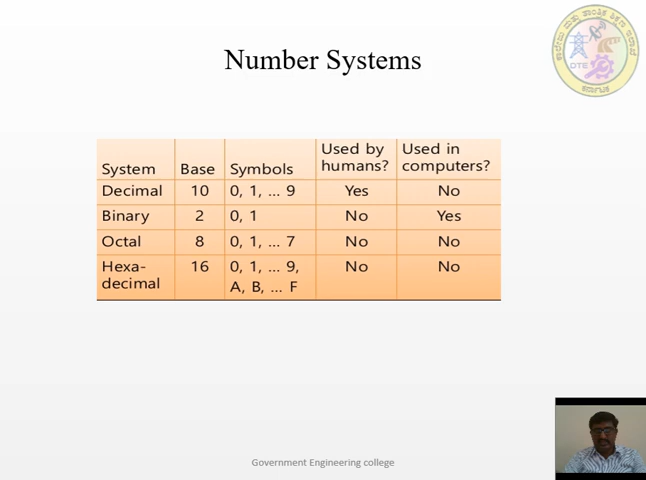 Number Systems
DTE
System Base Symbols Used by humans? Used in computers?
Decimal 10 0, 1, ... 9 Yes No
Binary 2 0, 1 No Yes
Octal 8 0, 1, ... 7 No No
Hexa-
decimal 16 0, 1, ... 9,
A, B, ... F No No
Government Engineering college